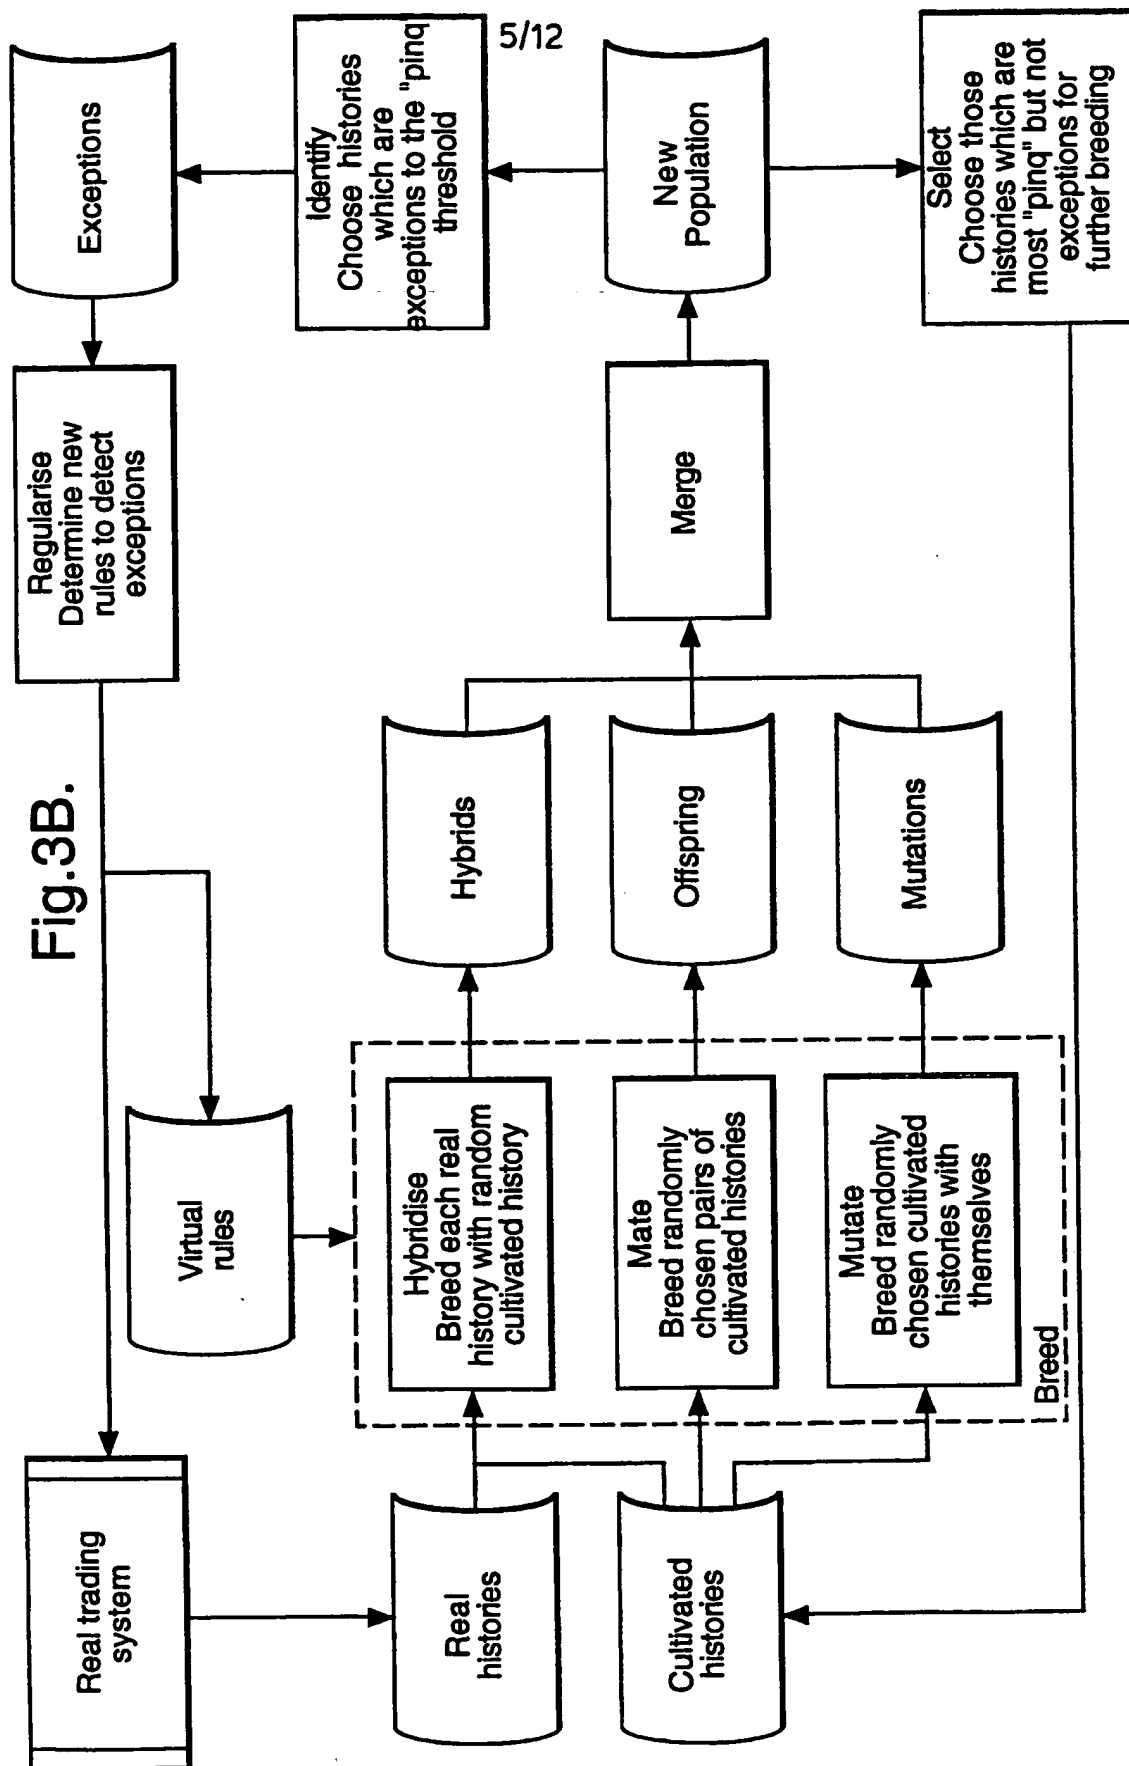 5/12
Fig.3B.
Real trading
system
Regularise
Determine new
rules to detect
exceptions
Exceptions
Virtual
rules
Identify
Choose histories
which are
exceptions to the "pinq
threshold
Real
histories
Hybridise
Breed each real
history with random
cultivated history
Hybrids
Cultivated
histories
Mate
Breed randomly
chosen pairs of
cultivated histories
Offspring
Merge
New
Population
Mutate
Breed randomly
chosen cultivated
histories with
themselves
Mutations
Breed
Select
Choose those
histories which are
most "pinq" but not
exceptions for
further breeding